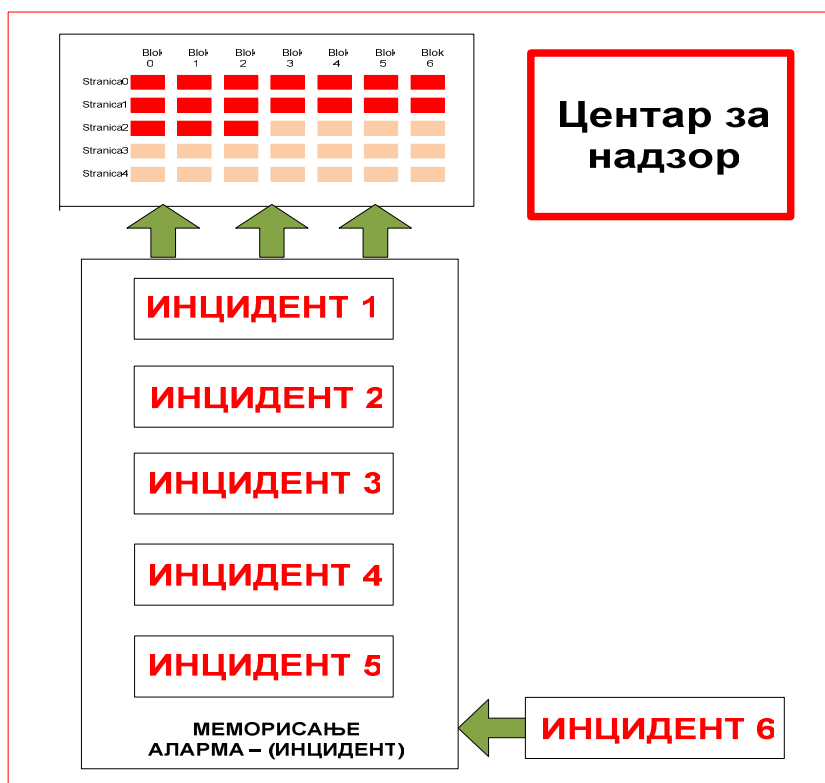 Blok 0 Blok 1 Blok 2 Blok 3 Blok 4 Blok 5 Blok 6
Stranica0
Stranica1
Stranica2
Stranica3
Stranica4
Центар за
надзор
ИНЦИДЕНТ 1
ИНЦИДЕНТ 2
ИНЦИДЕНТ 3
ИНЦИДЕНТ 4
ИНЦИДЕНТ 5
МЕМОРИСАЊЕ
АЛАРМА – (ИНЦИДЕНТ)
ИНЦИДЕНТ 6